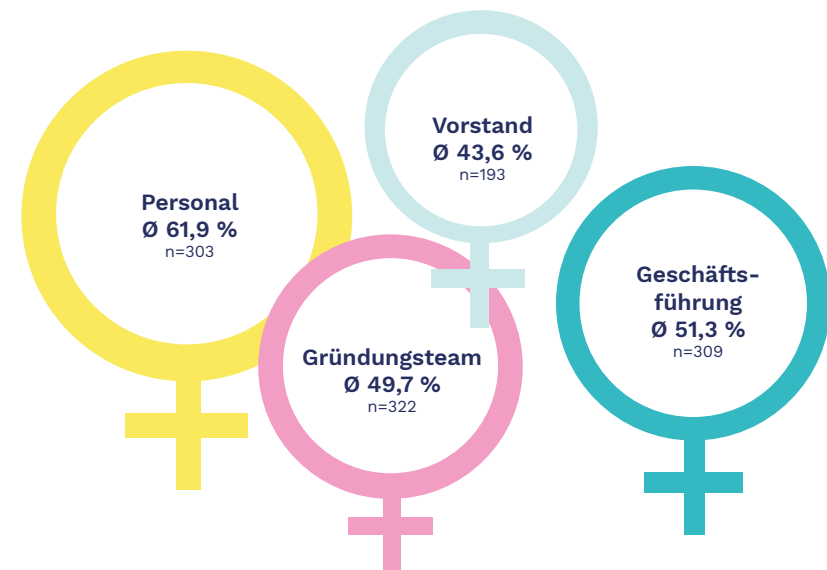 Personal
Ø 61,9 %
n=303
Vorstand
Ø 43,6 %
n=193
Gründungsteam
Ø 49,7 %
n=322
Geschäfts-
führung
Ø 51,3 %
n=309